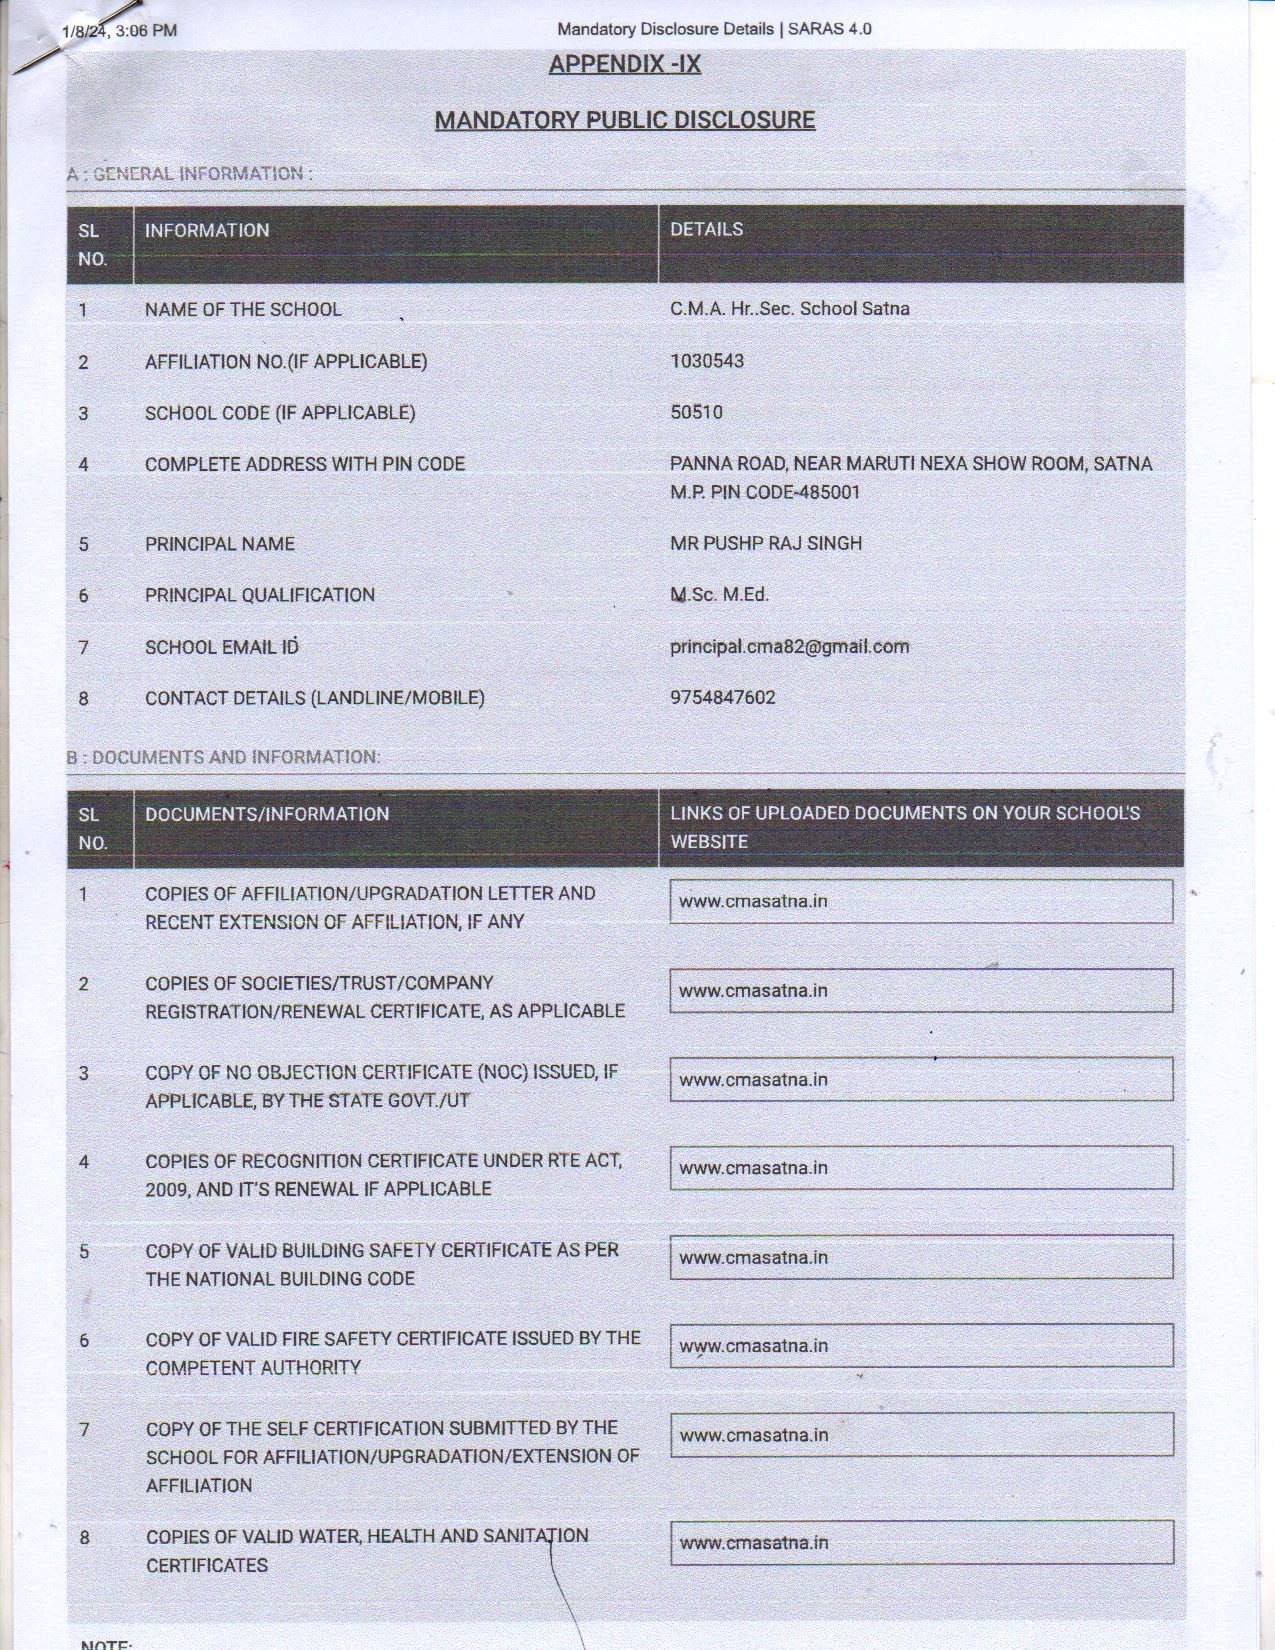 1/8/24, 3:06 PM Mandatory Disclosure Details | SARAS 4.0
APPENDIX -IX
MANDATORY PUBLIC DISCLOSURE
A : GENERAL INFORMATION :
SL NO. INFORMATION DETAILS
1 NAME OF THE SCHOOL C.M.A. Hr..Sec. School Satna
2 AFFILIATION NO.(IF APPLICABLE) 1030543
3 SCHOOL CODE (IF APPLICABLE) 50510
4 COMPLETE ADDRESS WITH PIN CODE PANNA ROAD, NEAR MARUTI NEXA SHOW ROOM, SATNA
M.P. PIN CODE-485001
5 PRINCIPAL NAME MR PUSHP RAJ SINGH
6 PRINCIPAL QUALIFICATION M.Sc. M.Ed.
7 SCHOOL EMAIL ID principal.cma82@gmail.com
8 CONTACT DETAILS (LANDLINE/MOBILE) 9754847602
B : DOCUMENTS AND INFORMATION:
SL DOCUMENTS/INFORMATION LINKS OF UPLOADED DOCUMENTS ON YOUR SCHOOL'S
NO. WEBSITE
1 COPIES OF AFFILIATION/UPGRADATION LETTER AND www.cmasatna.in
RECENT EXTENSION OF AFFILIATION, IF ANY
2 COPIES OF SOCIETIES/TRUST/COMPANY www.cmasatna.in
REGISTRATION/RENEWAL CERTIFICATE, AS APPLICABLE
3 COPY OF NO OBJECTION CERTIFICATE (NOC) ISSUED, IF www.cmasatna.in
APPLICABLE, BY THE STATE GOVT./UT
4 COPIES OF RECOGNITION CERTIFICATE UNDER RTE ACT, www.cmasatna.in
2009, AND IT'S RENEWAL IF APPLICABLE
5 COPY OF VALID BUILDING SAFETY CERTIFICATE AS PER www.cmasatna.in
THE NATIONAL BUILDING CODE
6 COPY OF VALID FIRE SAFETY CERTIFICATE ISSUED BY THE www.cmasatna.in
COMPETENT AUTHORITY
7 COPY OF THE SELF CERTIFICATION SUBMITTED BY THE www.cmasatna.in
SCHOOL FOR AFFILIATION/UPGRADATION/EXTENSION OF
AFFILIATION
8 COPIES OF VALID WATER, HEALTH AND SANITATION www.cmasatna.in
CERTIFICATES
NOTE: